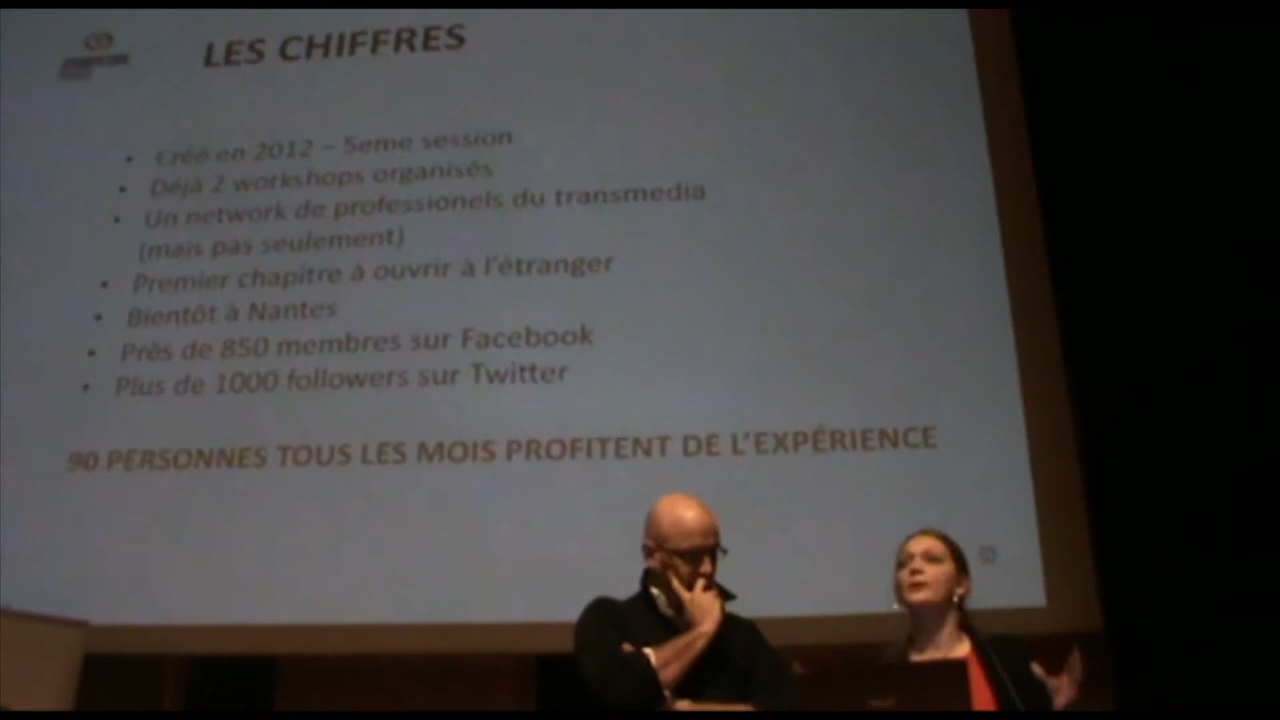 LES CHIFFRES
• Créé en 2012 – 5eme session
• Déjà 2 workshops organisés
• Un network de professionels du transmedia
(mais pas seulement)
• Premier chapitre à ouvrir à l'étranger
• Bientôt à Nantes
• Près de 850 membres sur Facebook
• Plus de 1000 followers sur Twitter
90 PERSONNES TOUS LES MOIS PROFITENT DE L'EXPÉRIENCE